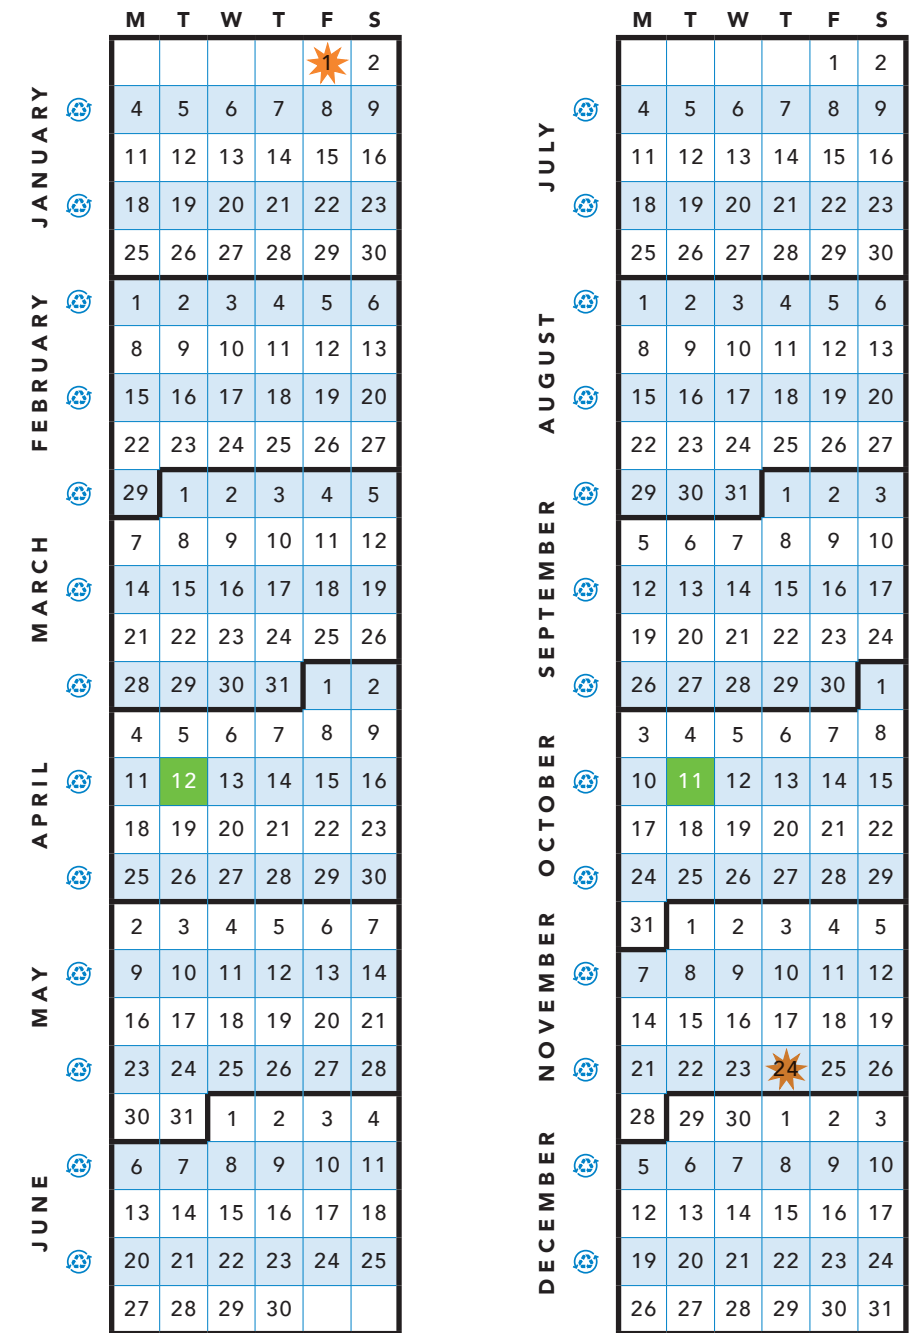 M T W T F S
JANUARY
1 2
4 5 6 7 8 9
11 12 13 14 15 16
18 19 20 21 22 23
25 26 27 28 29 30
FEBRUARY
1 2 3 4 5 6
8 9 10 11 12 13
15 16 17 18 19 20
22 23 24 25 26 27
29 1 2 3 4 5
MARCH
7 8 9 10 11 12
14 15 16 17 18 19
21 22 23 24 25 26
28 29 30 31 1 2
APRIL
4 5 6 7 8 9
11 12 13 14 15 16
18 19 20 21 22 23
25 26 27 28 29 30
MAY
2 3 4 5 6 7
9 10 11 12 13 14
16 17 18 19 20 21
23 24 25 26 27 28
30 31 1 2 3 4
JUNE
6 7 8 9 10 11
13 14 15 16 17 18
20 21 22 23 24 25
27 28 29 30
M T W T F S
JULY
1 2
4 5 6 7 8 9
11 12 13 14 15 16
18 19 20 21 22 23
25 26 27 28 29 30
AUGUST
1 2 3 4 5 6
8 9 10 11 12 13
15 16 17 18 19 20
22 23 24 25 26 27
29 30 31 1 2 3
SEPTEMBER
5 6 7 8 9 10
12 13 14 15 16 17
19 20 21 22 23 24
26 27 28 29 30 1
OCTOBER
3 4 5 6 7 8
10 11 12 13 14 15
17 18 19 20 21 22
24 25 26 27 28 29
31 1 2 3 4 5
NOVEMBER
7 8 9 10 11 12
14 15 16 17 18 19
21 22 23 24 25 26
28 29 30 1 2 3
DECEMBER
5 6 7 8 9 10
12 13 14 15 16 17
19 20 21 22 23 24
26 27 28 29 30 31